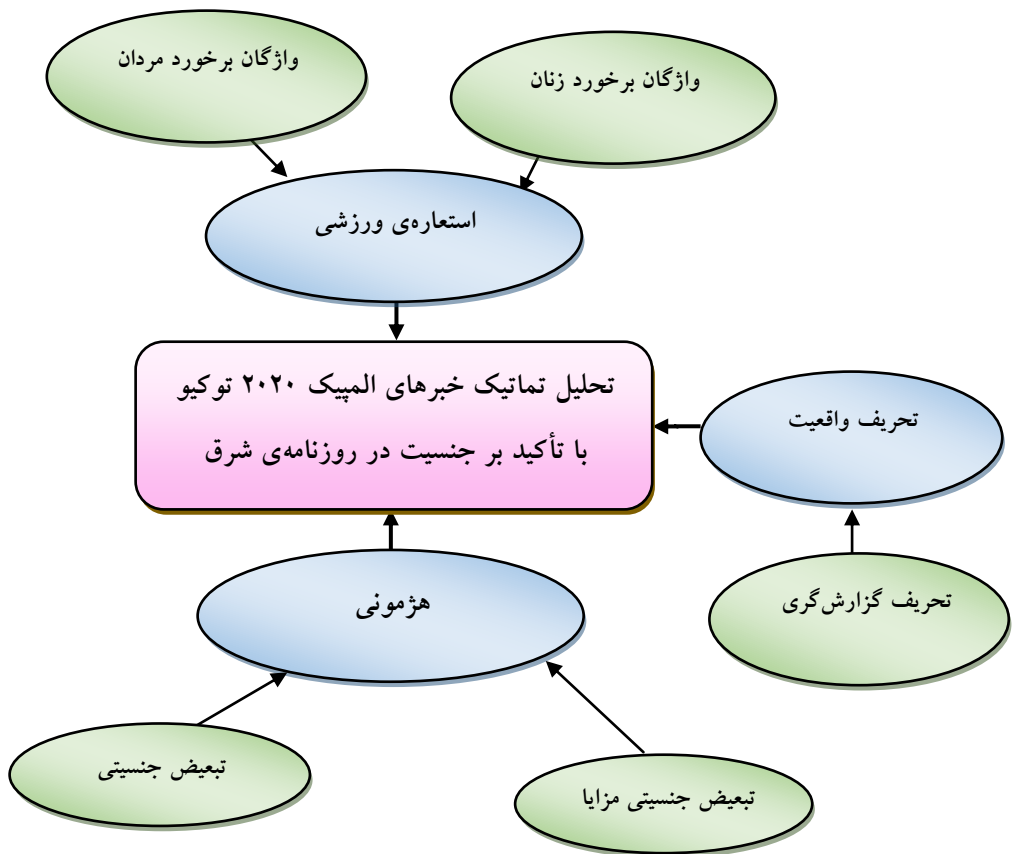 واژگان برخورد مردان
واژگان برخورد زنان
استعاره‌ی ورزشی
تحلیل تماتیک خبرهای المپیک ۲۰۲۰ توکیو
با تأکید بر جنسیت در روزنامه‌ی شرق
تحریف واقعیت
تحریف گزارش‌گری
هژمونی
تبعیض جنسیتی
تبعیض جنسیتی مزایا